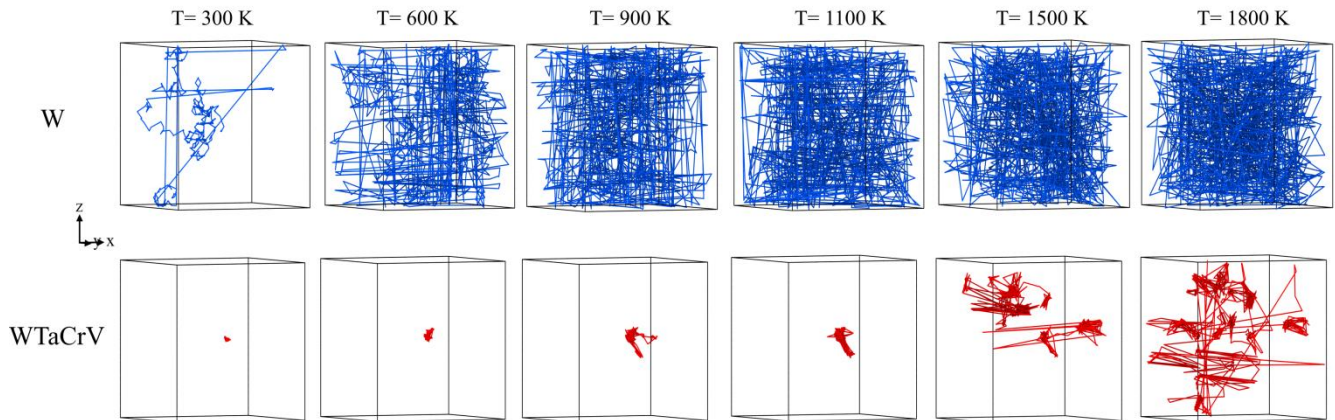 T= 300 K T= 600 K T= 900 K T= 1100 K T= 1500 K T= 1800 K
W
z
y x
WTaCrV